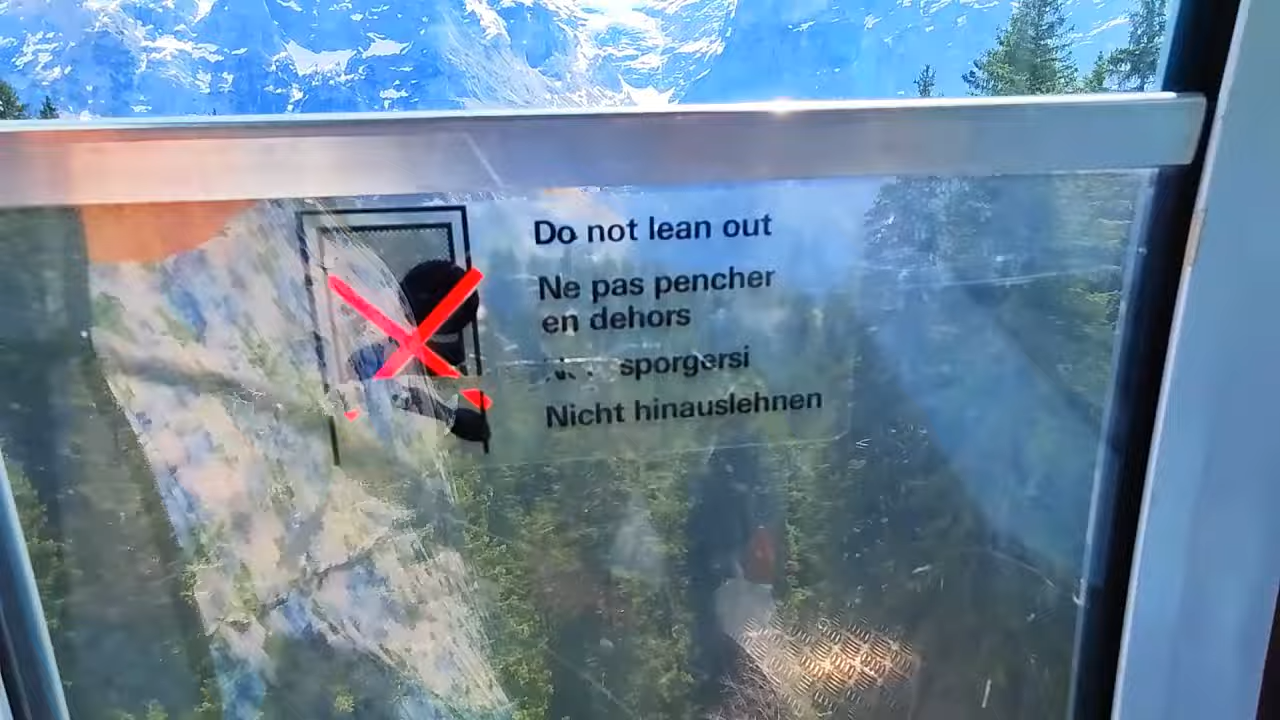 Do not lean out
Ne pas pencher
en dehors
sporgersi
Nicht hinauslehnen